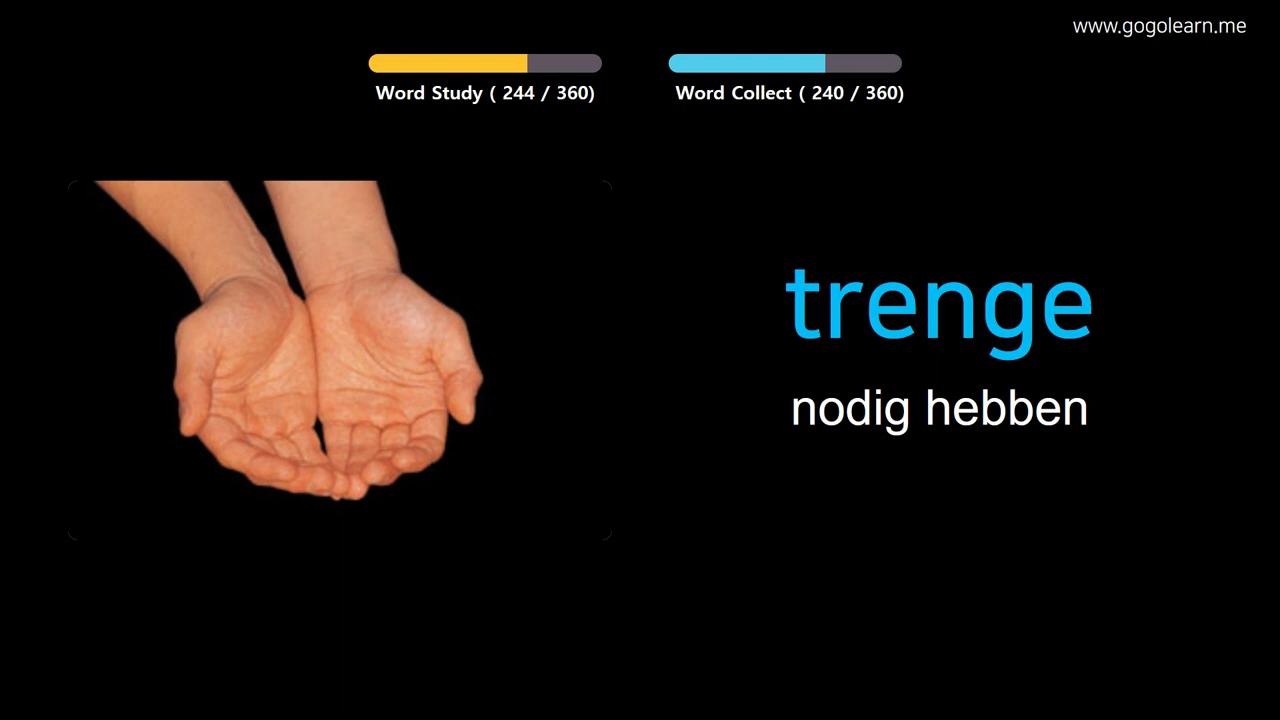 www.gogolearn.me
Word Study ( 244 / 360)
Word Collect ( 240 / 360)
trenge
nodig hebben